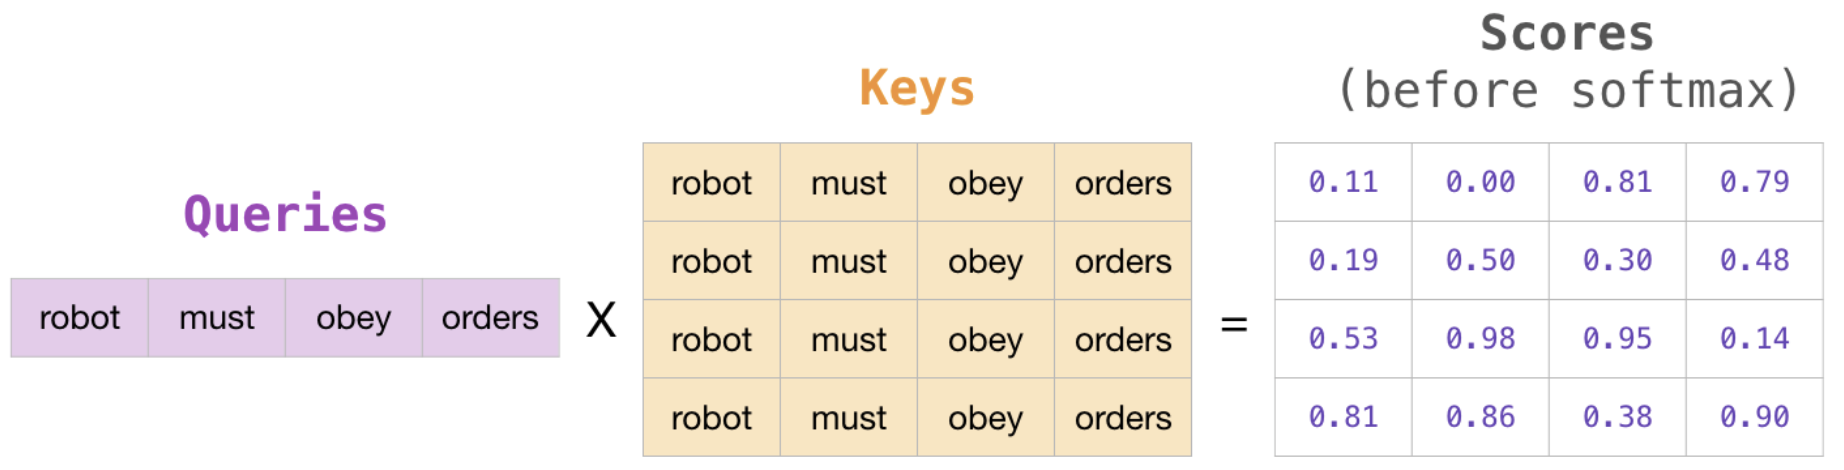 Scores
(before softmax)
Keys
Queries
robot must obey orders
X
robot must obey orders
robot must obey orders
robot must obey orders
robot must obey orders
=
0.11 0.00 0.81 0.79
0.19 0.50 0.30 0.48
0.53 0.98 0.95 0.14
0.81 0.86 0.38 0.90